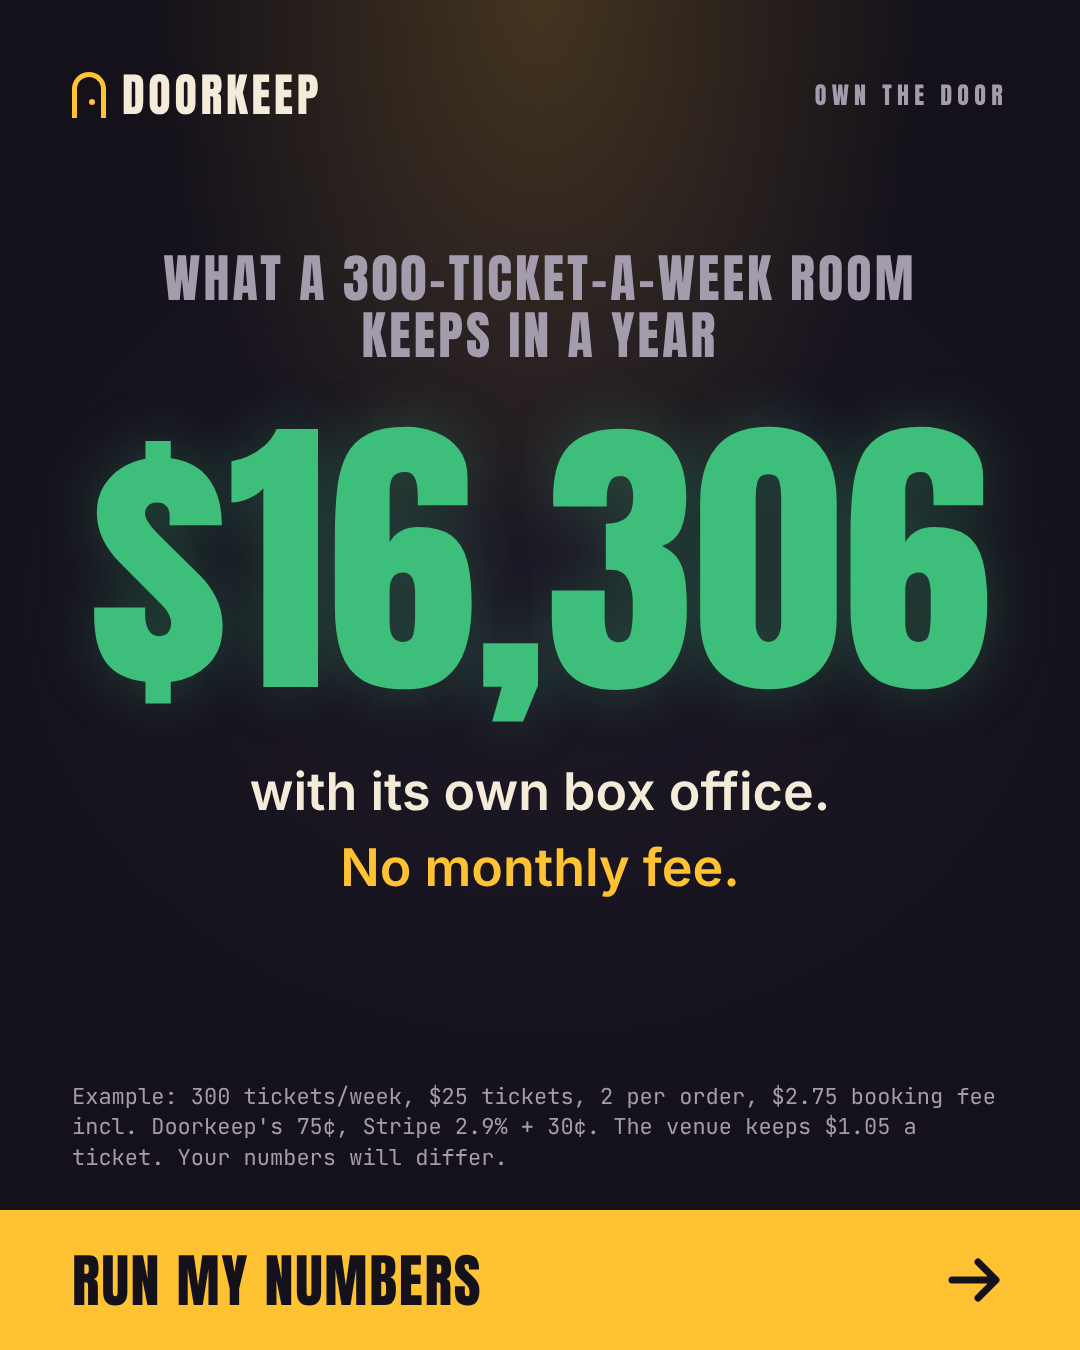 DOORKEEP
OWN THE DOOR
WHAT A 300-TICKET-A-WEEK ROOM
KEEPS IN A YEAR
$16,306
with its own box office.
No monthly fee.
Example: 300 tickets/week, $25 tickets, 2 per order, $2.75 booking fee
incl. Doorkeep's 75¢, Stripe 2.9% + 30¢. The venue keeps $1.05 a
ticket. Your numbers will differ.
RUN MY NUMBERS